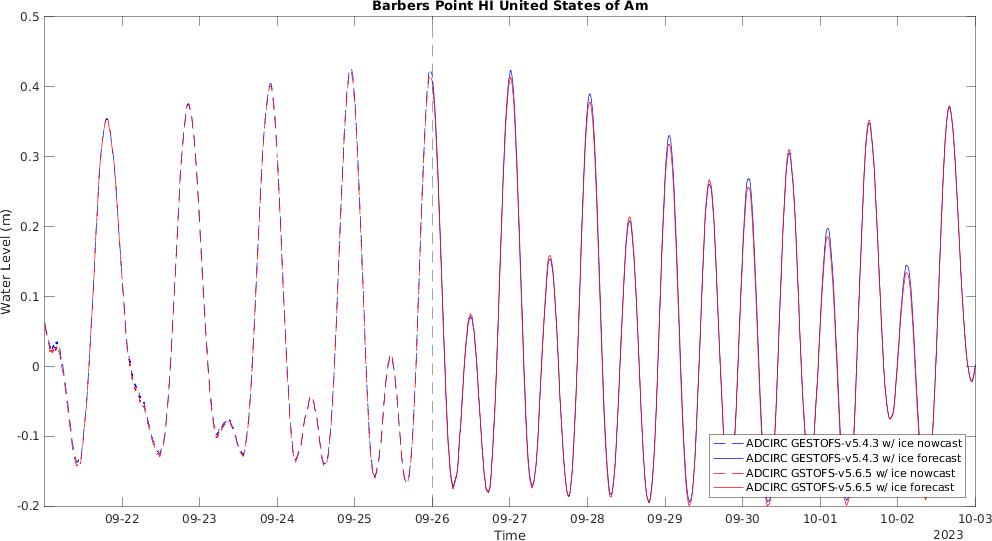 Barbers Point HI United States of Am
0.5
0.4
0.3
0.2
0.1
0
-0.1
-0.2
Water Level (m)
ADCIRC GESTOFS-v5.4.3 w/ ice nowcast
ADCIRC GESTOFS-v5.4.3 w/ ice forecast
ADCIRC GSTOFS-v5.6.5 w/ ice nowcast
ADCIRC GSTOFS-v5.6.5 w/ ice forecast
09-22 09-23 09-24 09-25 09-26 09-27 09-28 09-29 09-30 10-01 10-02 10-03
Time
2023